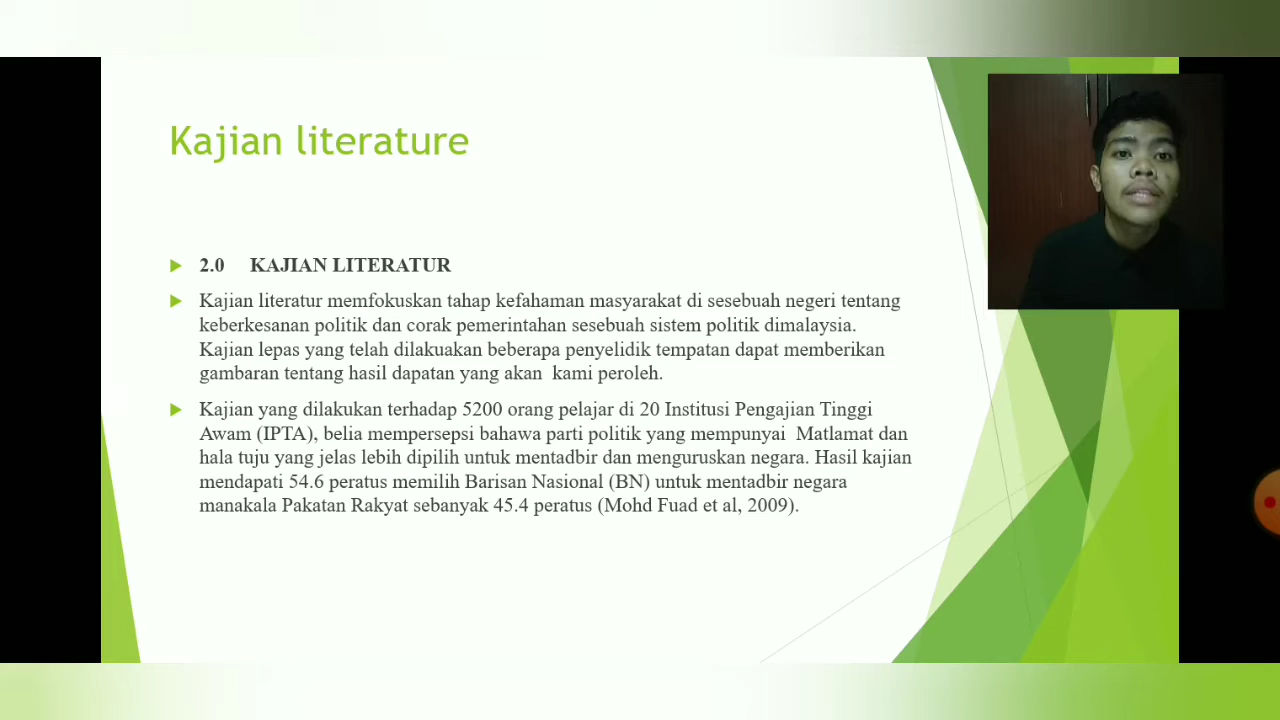 Kajian literature
2.0 KAJIAN LITERATUR
Kajian literatur memfokuskan tahap kefahaman masyarakat di sesebuah negeri tentang
keberkesanan politik dan corak pemerintahan sesebuah sistem politik dimalaysia.
Kajian lepas yang telah dilakuakan beberapa penyelidik tempatan dapat memberikan
gambaran tentang hasil dapatan yang akan kami peroleh.
Kajian yang dilakukan terhadap 5200 orang pelajar di 20 Institusi Pengajian Tinggi
Awam (IPTA), belia mempersepsi bahawa parti politik yang mempunyai Matlamat dan
hala tuju yang jelas lebih dipilih untuk mentadbir dan menguruskan negara. Hasil kajian
mendapati 54.6 peratus memilih Barisan Nasional (BN) untuk mentadbir negara
manakala Pakatan Rakyat sebanyak 45.4 peratus (Mohd Fuad et al, 2009).